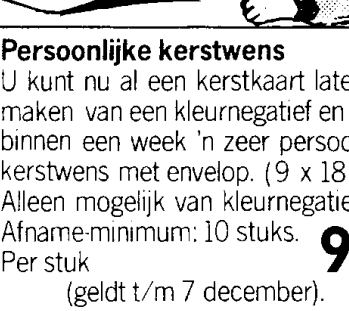 Persoonlijke kerstwens
U kunt nu al een kerstkaart late
maken van een kleurnegatief en
binnen een week 'n zeer persoo
kerstwens met envelop. (9 x 18
Alleen mogelijk van kleurnegatie
Afname-minimum: 10 stuks. 9
Per stuk
(geldt t/m 7 december).